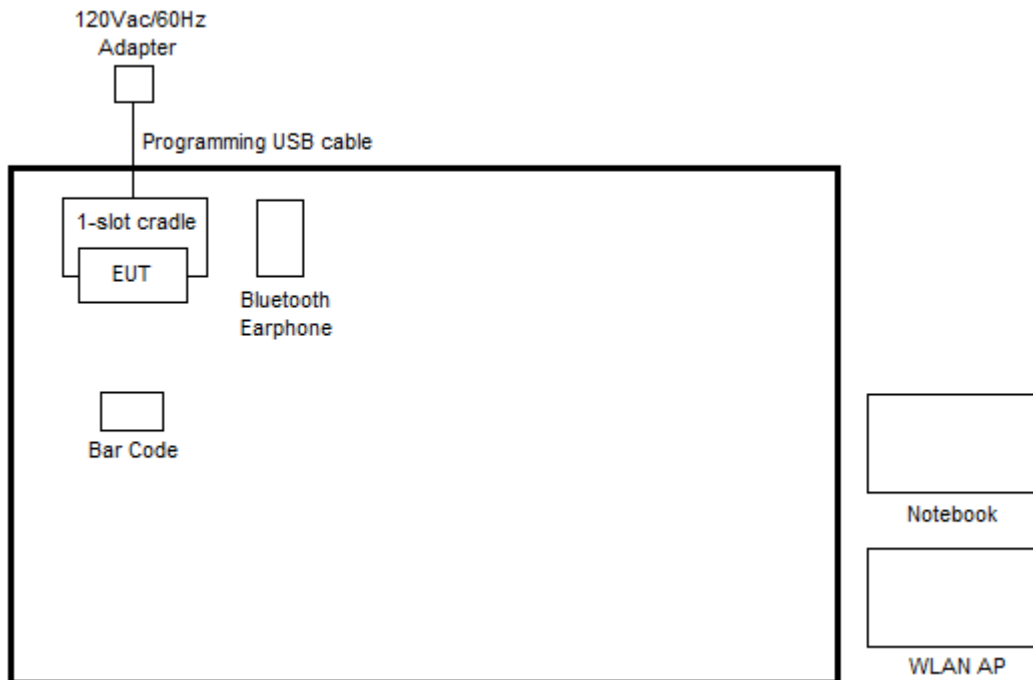 120Vac/60Hz
Adapter
Programming USB cable
1-slot cradle
EUT
Bluetooth
Earphone
Bar Code
Notebook
WLAN AP